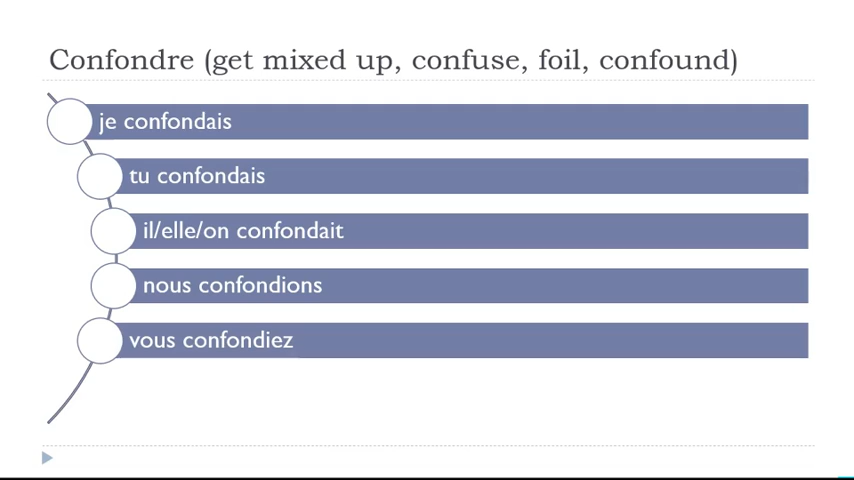 Confondre (get mixed up, confuse, foil, confound)
je confondais
tu confondais
il/elle/on confondait
nous confondions
vous confondiez